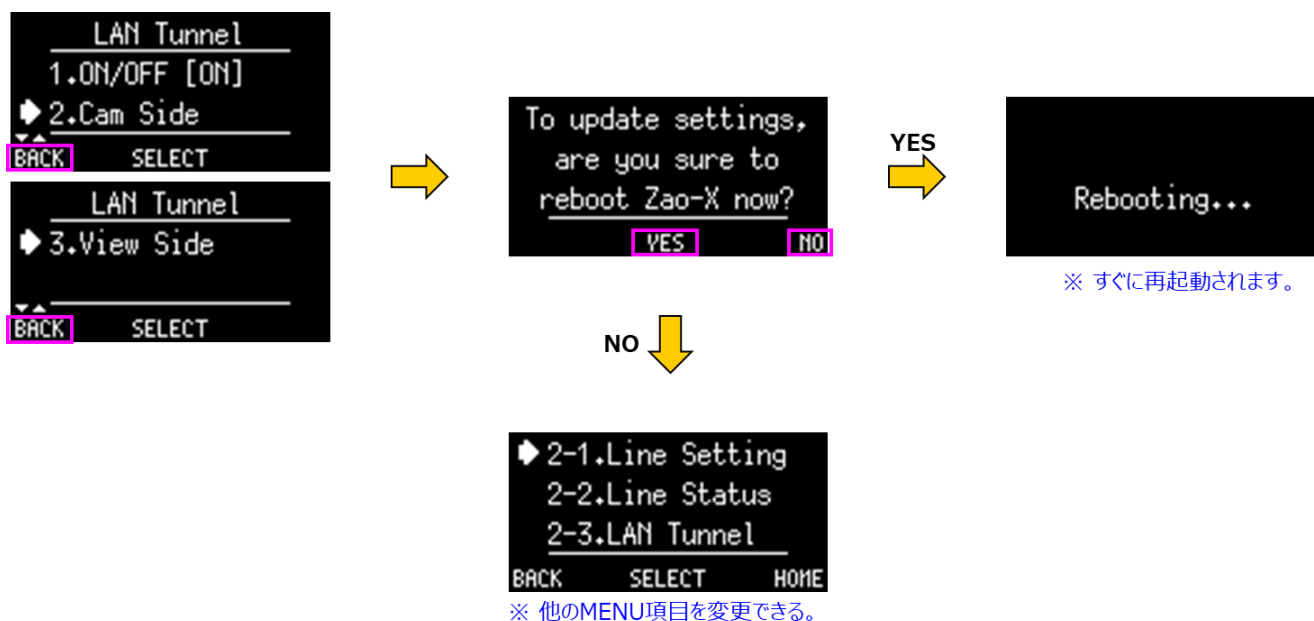 LAN Tunnel
1.ON/OFF [ON]
2.Cam Side
BACK SELECT
LAN Tunnel
3.View Side
BACK SELECT
To update settings,
are you sure to
reboot Zao-X now?
YES NO
YES
Rebooting...
※ すぐに再起動されます。
NO
2-1.Line Setting
2-2.Line Status
2-3.LAN Tunnel
BACK SELECT HOME
※ 他のMENU項目を変更できる。